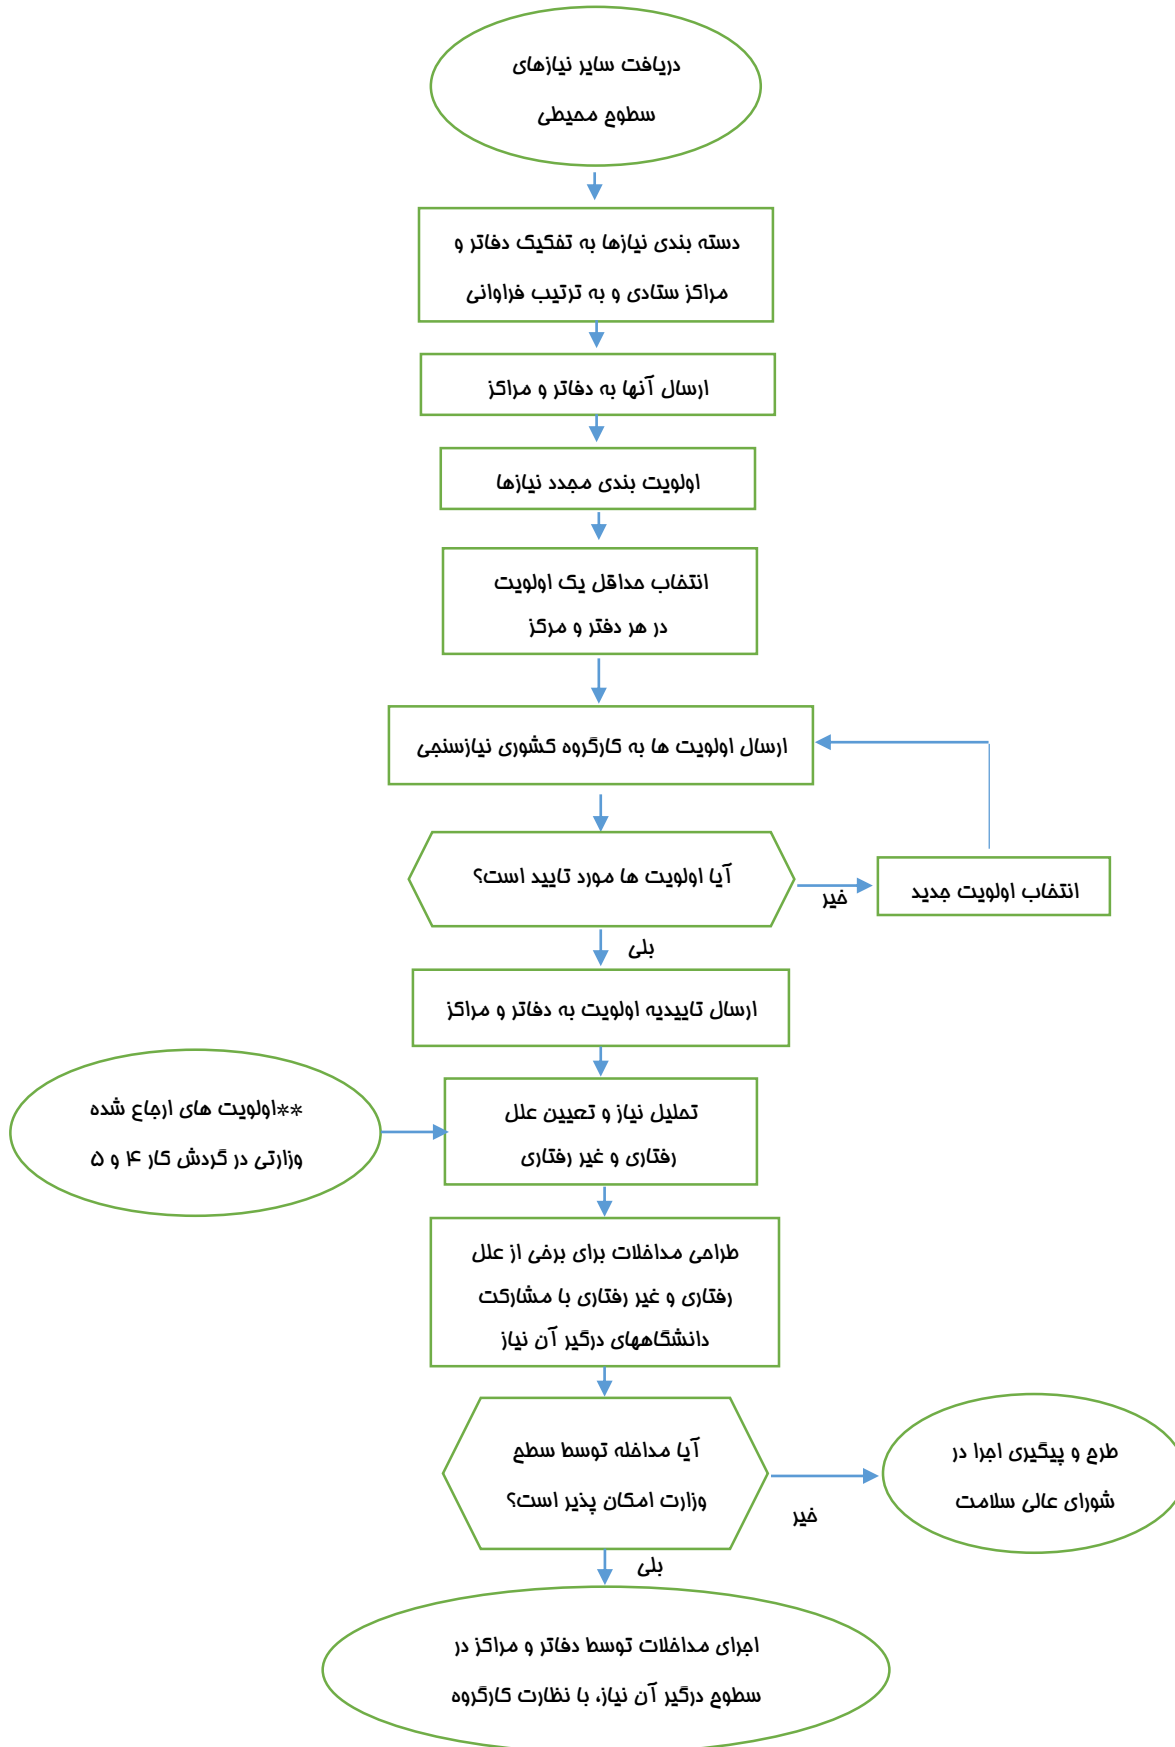 دریافت سایر نیازهای
سطوح محیطی
دسته بندی نیازها به تفکیک دفاتر و
مراکز ستادی و به ترتیب فراوانی
ارسال آنها به دفاتر و مراکز
اولویت بندی مجدد نیازها
انتخاب حداقل یک اولویت
در هر دفتر و مرکز
ارسال اولویت ها به کارگروه کشوری نیازسنجی
آیا اولویت ها مورد تایید است؟
خیر
انتخاب اولویت جدید
بلی
ارسال تاییدیه اولویت به دفاتر و مراکز
**اولویت های ارجاع شده
وزارتی در گردش کار ۴ و ۵
تحلیل نیاز و تعیین علل
رفتاری و غیر رفتاری
طراحی مداخلات برای برخی از علل
رفتاری و غیر رفتاری با مشارکت
دانشگاههای درگیر آن نیاز
آیا مداخله توسط سطح
وزارت امکان پذیر است؟
خیر
طرح و پیگیری اجرا در
شورای عالی سلامت
بلی
اجرای مداخلات توسط دفاتر و مراکز در
سطوح درگیر آن نیاز، با نظارت کارگروه